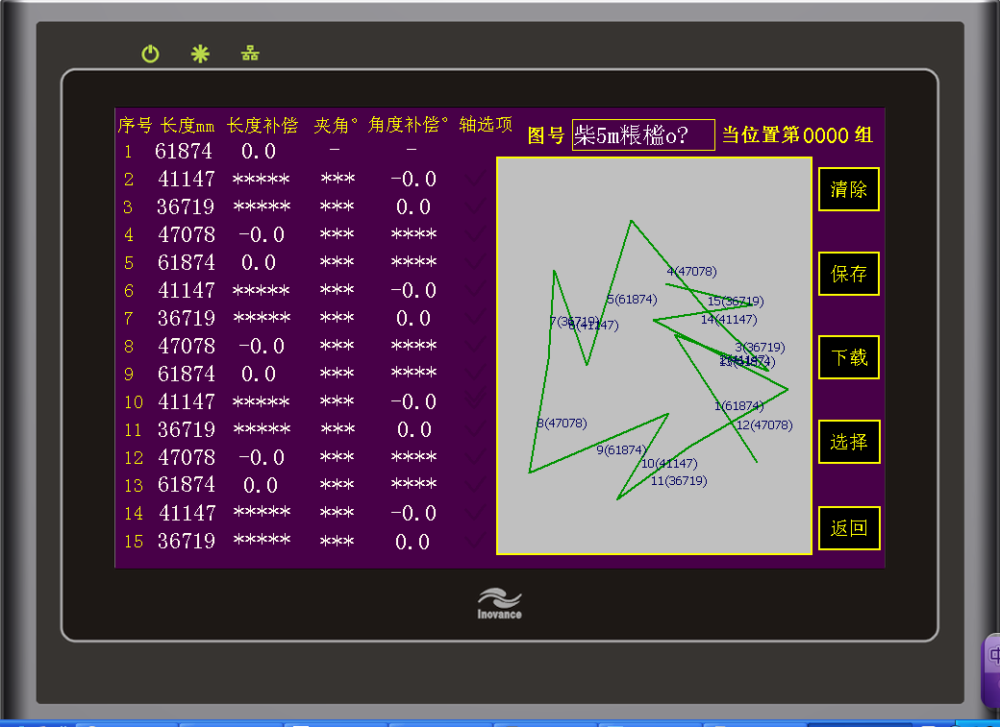 序号 长度mm 长度补偿 夹角° 角度补偿° 轴选项
图号 柴5m粻榓o? 当位置第0000 组
1 61874 0.0 - -
2 41147 ***** *** -0.0
3 36719 ***** *** 0.0
4 47078 -0.0 *** ****
5 61874 0.0 *** ****
6 41147 ***** *** -0.0
7 36719 ***** *** 0.0
8 47078 -0.0 *** ****
9 61874 0.0 *** ****
10 41147 ***** *** -0.0
11 36719 ***** *** 0.0
12 47078 -0.0 *** ****
13 61874 0.0 *** ****
14 41147 ***** *** -0.0
15 36719 ***** *** 0.0
4(47078)
5(61874)
15(36719)
7(36719)
14(41147)
6(41147)
3(36719)
1(61874)
8(47078)
12(47078)
9(61874)
10(41147)
11(36719)
清除
保存
下载
选择
返回
Inovance
中